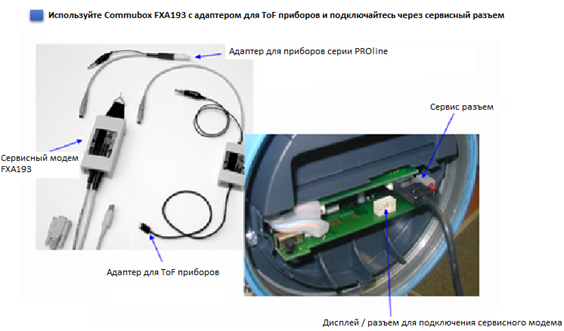 Используйте Commubox FXA193 с адаптером для ToF приборов и подключайтесь через сервисный разъем
Адаптер для приборов серии PROline
Сервис разъем
Сервисный модем
FXA193
Адаптер для ToF приборов
Дисплей / разъем для подключения сервисного модема